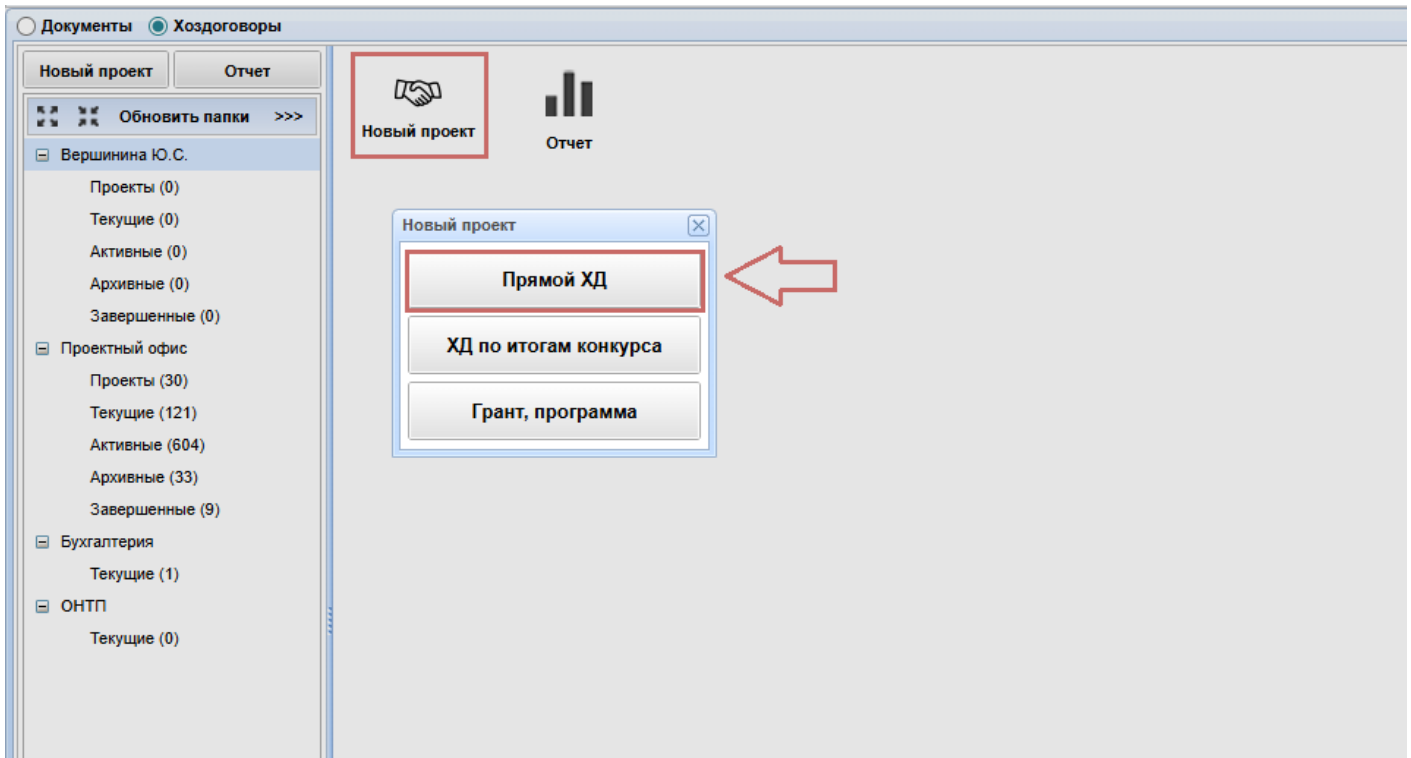 Документы Хоздоговоры
Новый проект Отчет
Обновить папки >>>
Вершинина Ю.С.
Проекты (0)
Текущие (0)
Активные (0)
Архивные (0)
Завершенные (0)
Проектный офис
Проекты (30)
Текущие (121)
Активные (604)
Архивные (33)
Завершенные (9)
Бухгалтерия
Текущие (1)
ОНТП
Текущие (0)
Новый проект
Отчет
Новый проект
Прямой ХД
ХД по итогам конкурса
Грант, программа